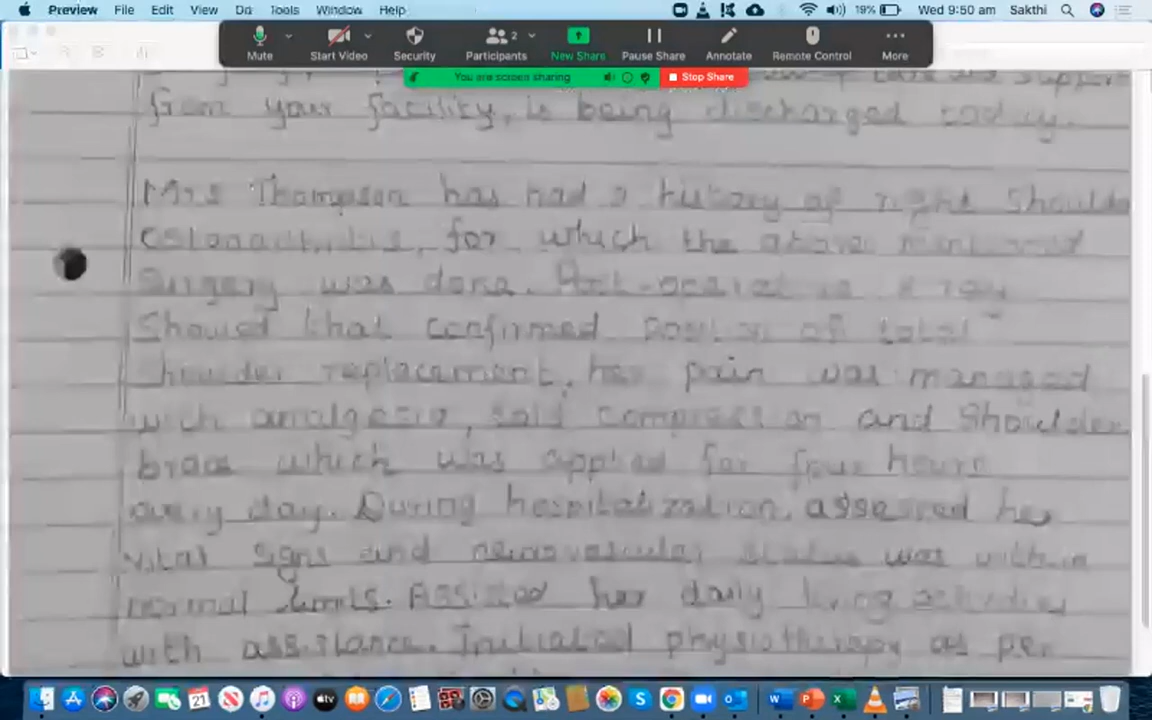 Preview File Edit View Go Tools Window Help 19% Wed 9:50 am Sakthi
2
Mute Start Video Security Participants New Share Pause Share Annotate Remote Control More
You are screen sharing Stop Share
from your facility, is being discharged today.
Mrs Thompson has had a history of right Shoulde
for which the above mentioned
Surgery was done. x ray
Showed that confirmed position of total
Shoulder replacement, her pain was managed
with amalgesia, cold compression and Shoulder
brace which was applied for four hours
every day. During hospitalization, assessed her
vital signs and neurovascular status was within
normal limits. Assisted her daily living activities
with assistance. Initiated physiotherapy as per
21